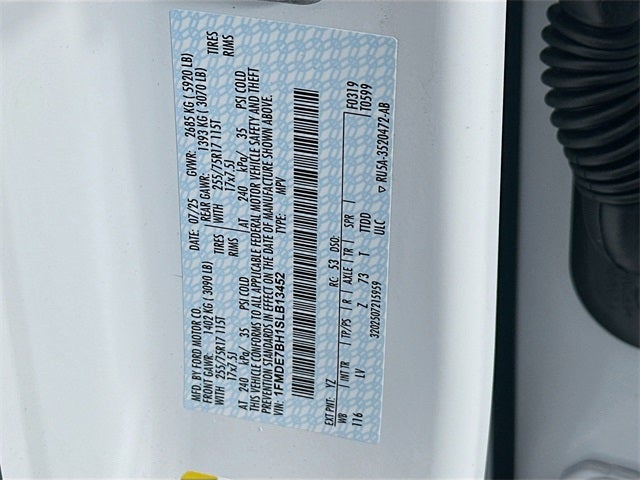 MFD. BY FORD MOTOR CO. DATE: 07/25 GVWR: 2685 KG ( 5920 LB)
FRONT GAWR: 1402 KG ( 3090 LB) REAR GAWR: 1393 KG ( 3070 LB)
WITH 255/75R17 115T TIRES WITH 255/75R17 115T TIRES
17x7.5J RIMS 17x7.5J RIMS
AT 240 kPa/ 35 PSI COLD AT 240 kPa/ 35 PSI COLD
THIS VEHICLE CONFORMS TO ALL APPLICABLE FEDERAL MOTOR VEHICLE SAFETY AND THEFT
PREVENTION STANDARDS IN EFFECT ON THE DATE OF MANUFACTURE SHOWN ABOVE.
VIN: 1FMDE7BH1SLB13452 TYPE: MPV
EXT PNT: YZ RC: 53 DSO: F0319
WB INT TR TP/PS R AXLE TR SPR T0599
116 LV Z 73 T TTDD
ULC
3202507215959 ▽ RU5A-3520472-AB